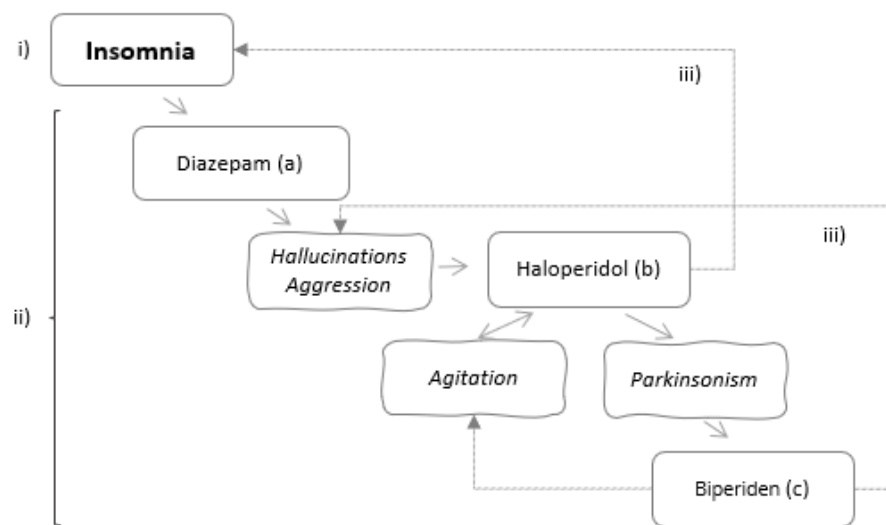 i)
Insomnia
iii)
Diazepam (a)
iii)
Hallucinations
Aggression
Haloperidol (b)
ii)
Agitation
Parkinsonism
Biperiden (c)